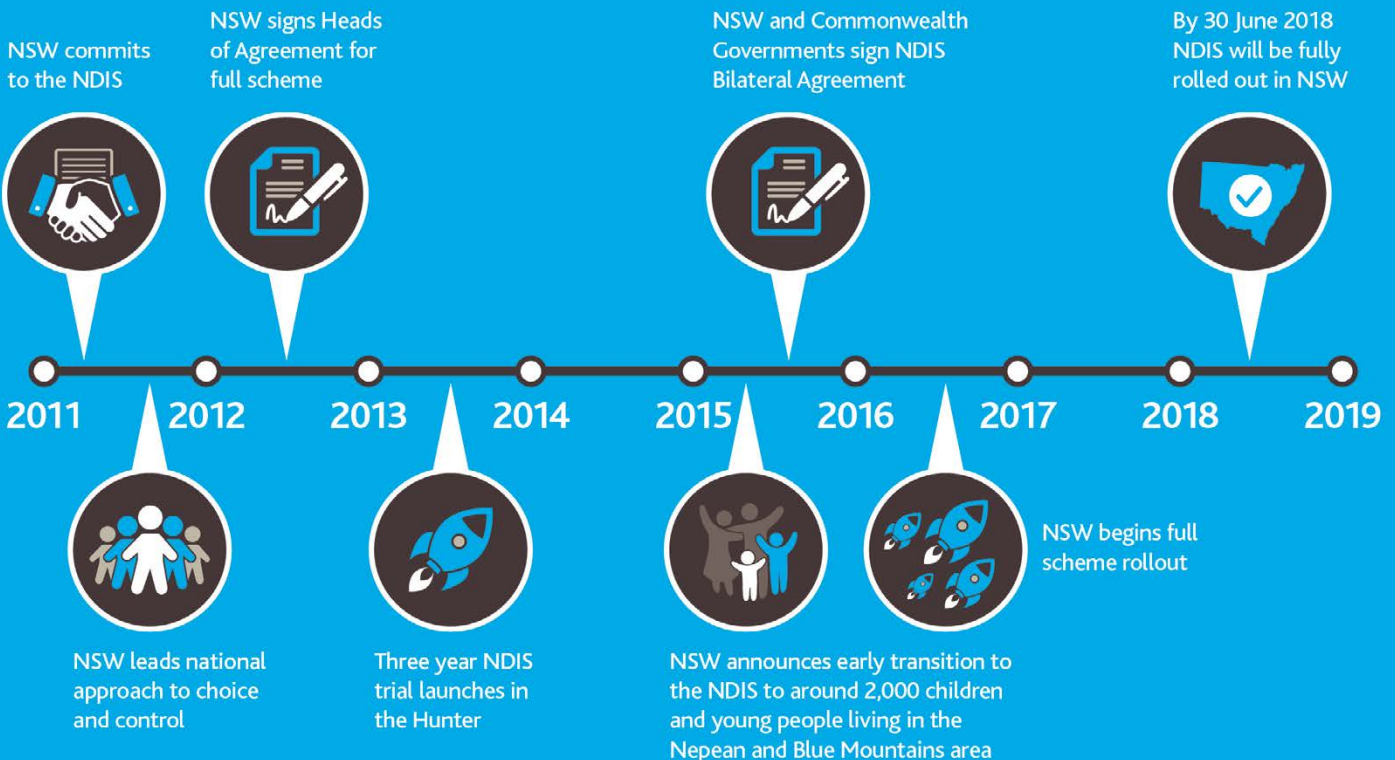 NSW commits
to the NDIS
NSW signs Heads
of Agreement for
full scheme
NSW and Commonwealth
Governments sign NDIS
Bilateral Agreement
By 30 June 2018
NDIS will be fully
rolled out in NSW
2011
2012
2013
2014
2015
2016
2017
2018
2019
NSW leads national
approach to choice
and control
Three year NDIS
trial launches in
the Hunter
NSW announces early transition to
the NDIS to around 2,000 children
and young people living in the
Nepean and Blue Mountains area
NSW begins full
scheme rollout